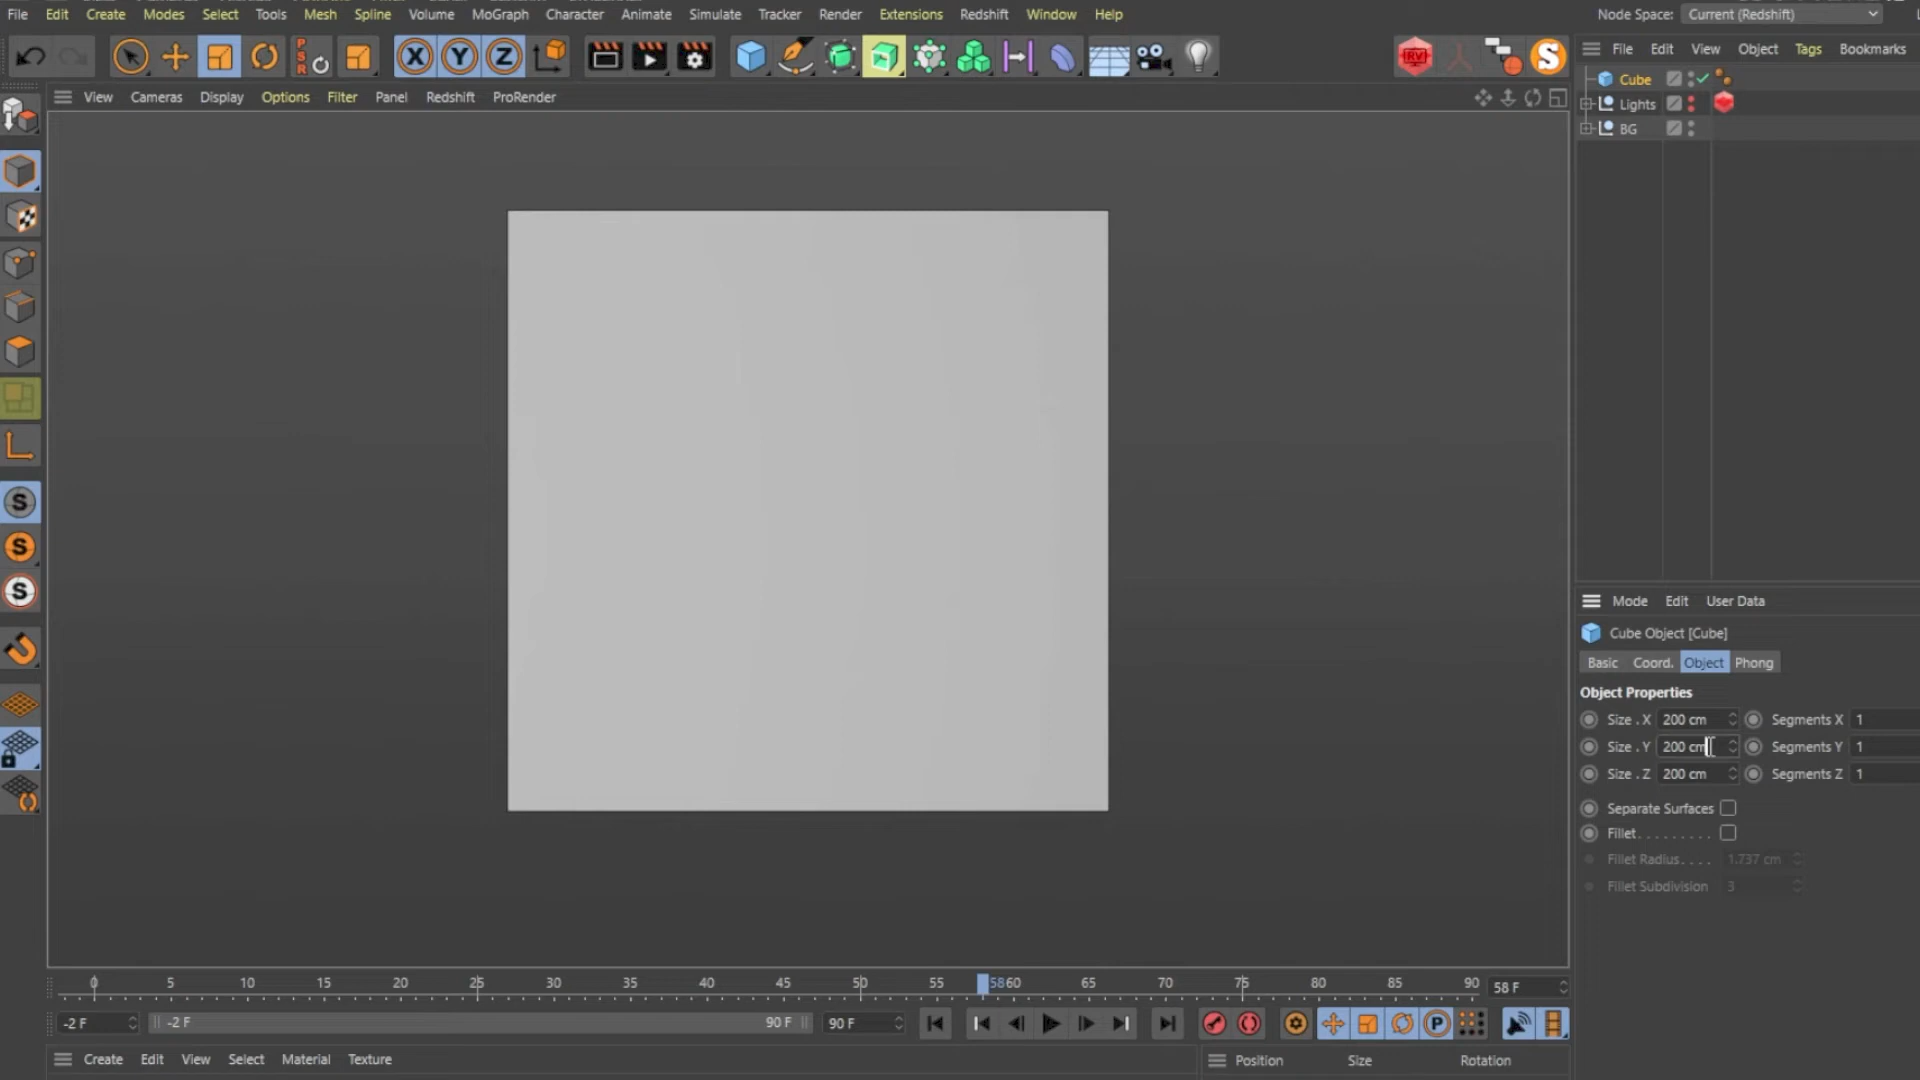 File Edit Create Modes Select Tools Mesh Spline Volume MoGraph Character Animate Simulate Tracker Render Extensions Redshift Window Help Node Space: Current (Redshift)
PSR X Y Z RV S
File Edit View Object Tags Bookmarks
View Cameras Display Options Filter Panel Redshift ProRender
Cube
Lights
BG
S
S
S
Mode Edit User Data
Cube Object [Cube]
Basic Coord. Object Phong
Object Properties
Size . X 200 cm Segments X 1
Size . Y 200 cm Segments Y 1
Size . Z 200 cm Segments Z 1
Separate Surfaces
Fillet. . . . . . . . .
Fillet Radius. . . . 1.737 cm
Fillet Subdivision 3
0 5 10 15 20 25 30 35 40 45 50 55 58 60 65 70 75 80 85 90 58 F
-2 F -2 F 90 F 90 F P
Create Edit View Select Material Texture Position Size Rotation